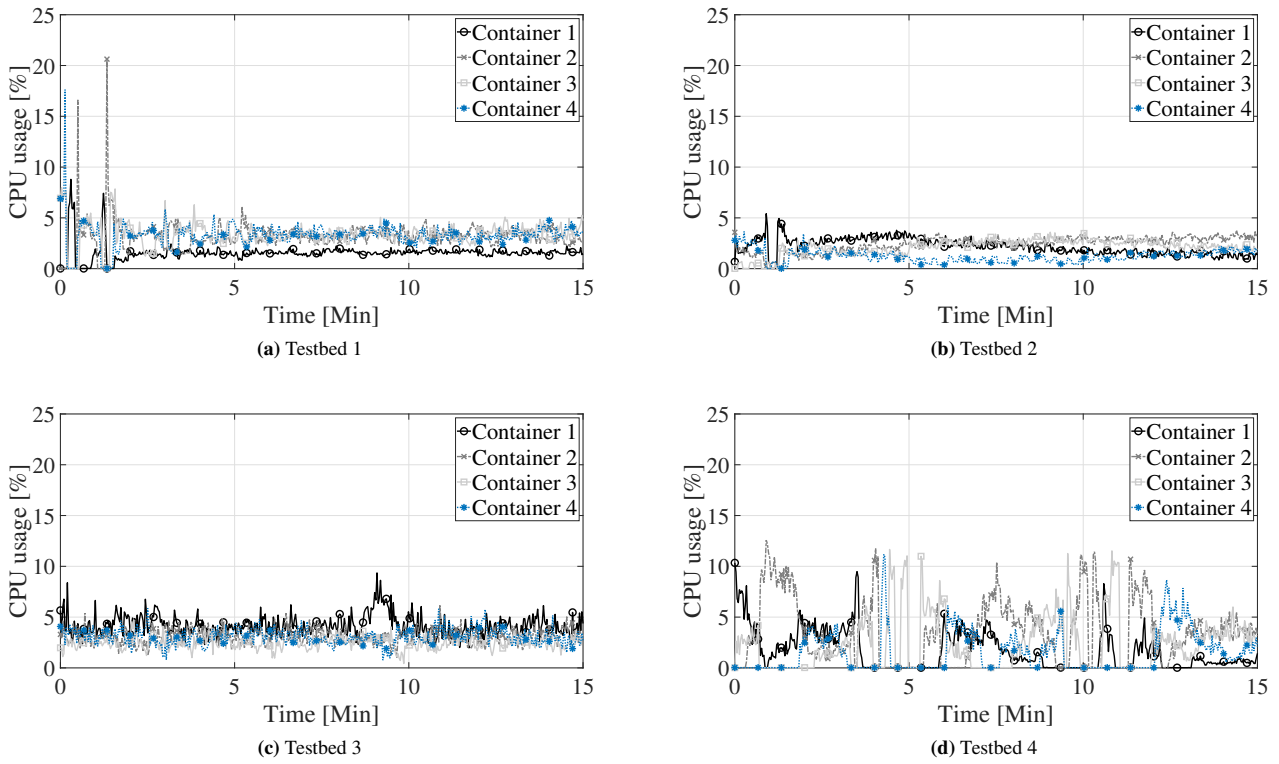 25
20
15
10
5
0
CPU usage [%]
0 5 10 15
Time [Min]
Container 1
Container 2
Container 3
Container 4
(a) Testbed 1
25
20
15
10
5
0
CPU usage [%]
0 5 10 15
Time [Min]
Container 1
Container 2
Container 3
Container 4
(b) Testbed 2
25
20
15
10
5
0
CPU usage [%]
0 5 10 15
Time [Min]
Container 1
Container 2
Container 3
Container 4
(c) Testbed 3
25
20
15
10
5
0
CPU usage [%]
0 5 10 15
Time [Min]
Container 1
Container 2
Container 3
Container 4
(d) Testbed 4